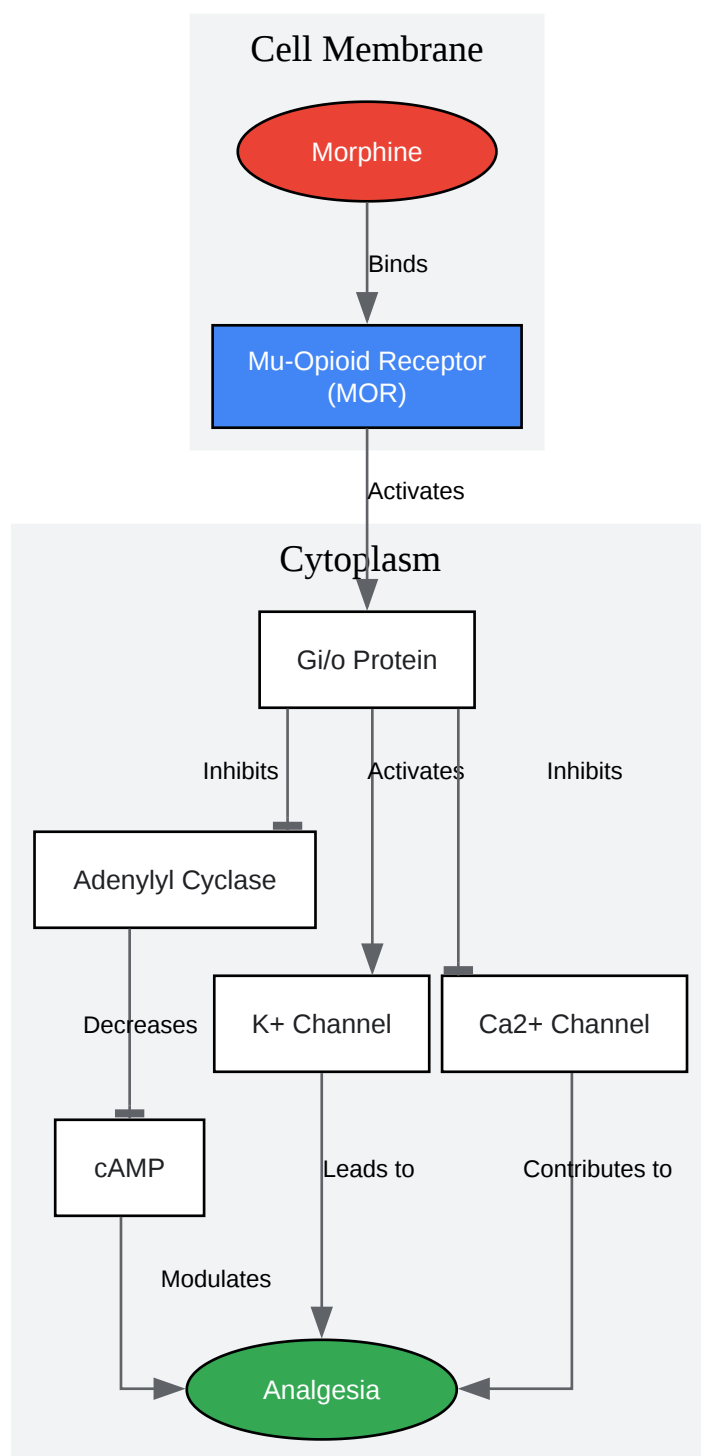 Cell Membrane
Morphine
Binds
Mu-Opioid Receptor
(MOR)
Activates
Cytoplasm
Gi/o Protein
Inhibits
Activates
Inhibits
Adenylyl Cyclase
Decreases
K+ Channel
Ca2+ Channel
cAMP
Leads to
Contributes to
Modulates
Analgesia